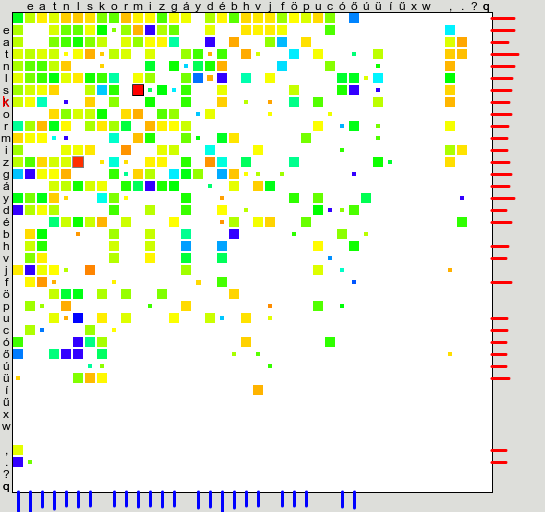 e a t n l s k o r m i z g á y d é b h v j f ö p u c ó ő ú ü í ű x w , . ? q
e
a
t
n
l
s
k
o
r
m
i
z
g
á
y
d
é
b
h
v
j
f
ö
p
u
c
ó
ő
ú
ü
í
ű
x
w
,
.
?
q